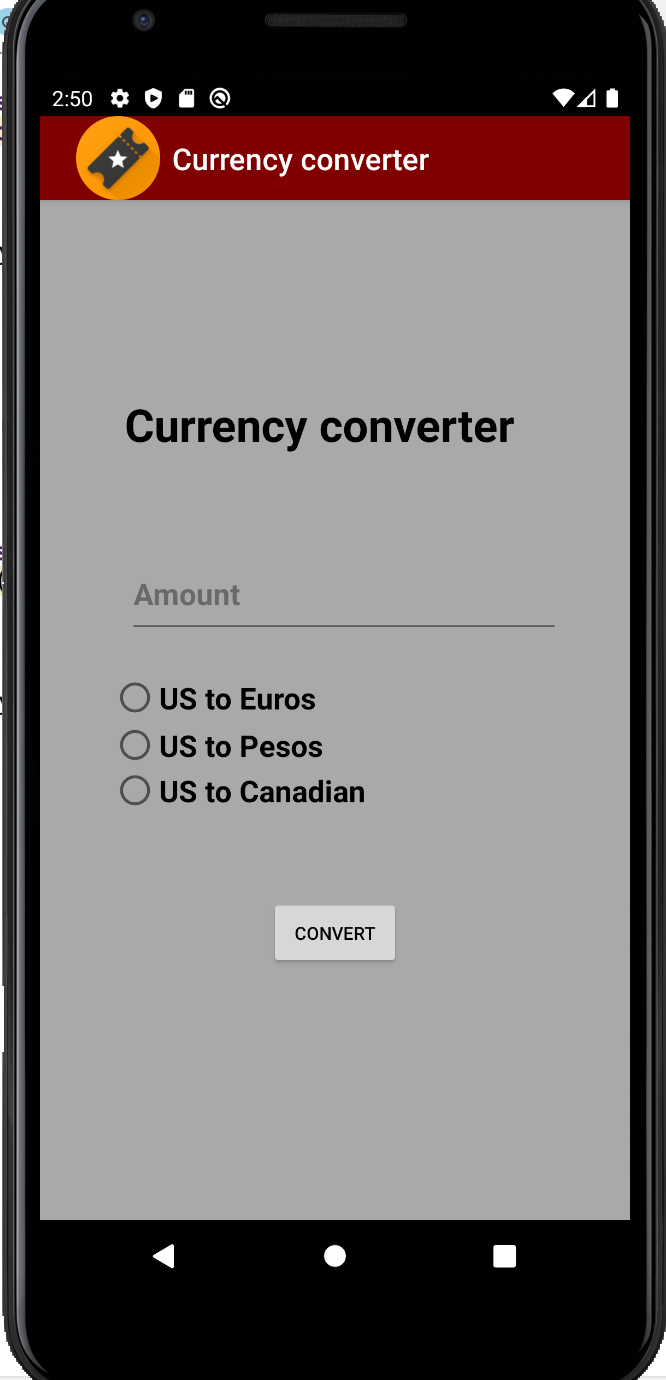 2:50
Currency converter
Currency converter
Amount
US to Euros
US to Pesos
US to Canadian
CONVERT